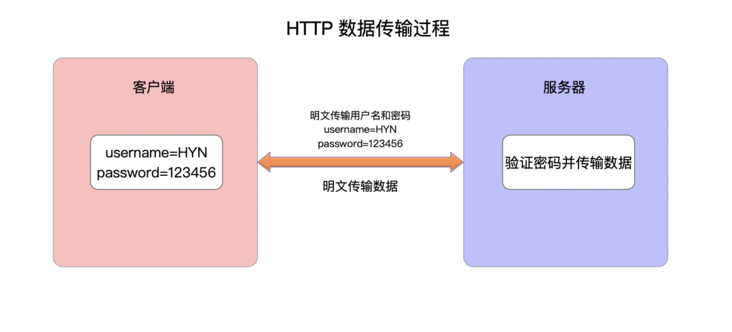 HTTP 数据传输过程
客户端
username=HYN
password=123456
明文传输用户名和密码
username=HYN
password=123456
明文传输数据
服务器
验证密码并传输数据